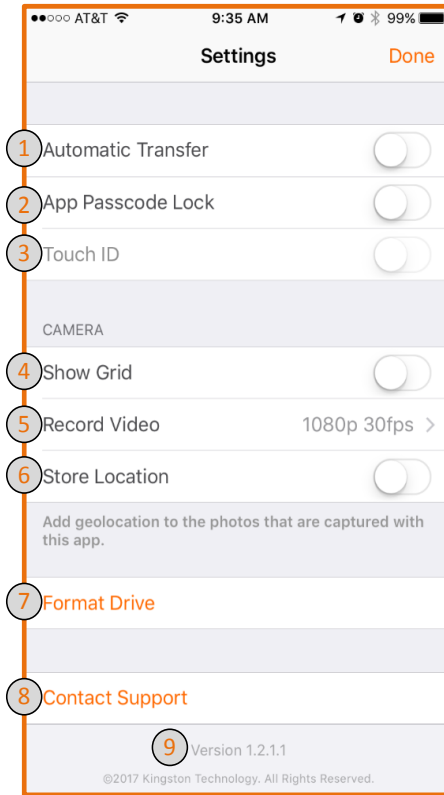 AT&T 9:35 AM 99%
Settings Done
1 Automatic Transfer
2 App Passcode Lock
3 Touch ID
CAMERA
4 Show Grid
5 Record Video 1080p 30fps >
6 Store Location
Add geolocation to the photos that are captured with
this app.
7 Format Drive
8 Contact Support
9 Version 1.2.1.1
©2017 Kingston Technology. All Rights Reserved.